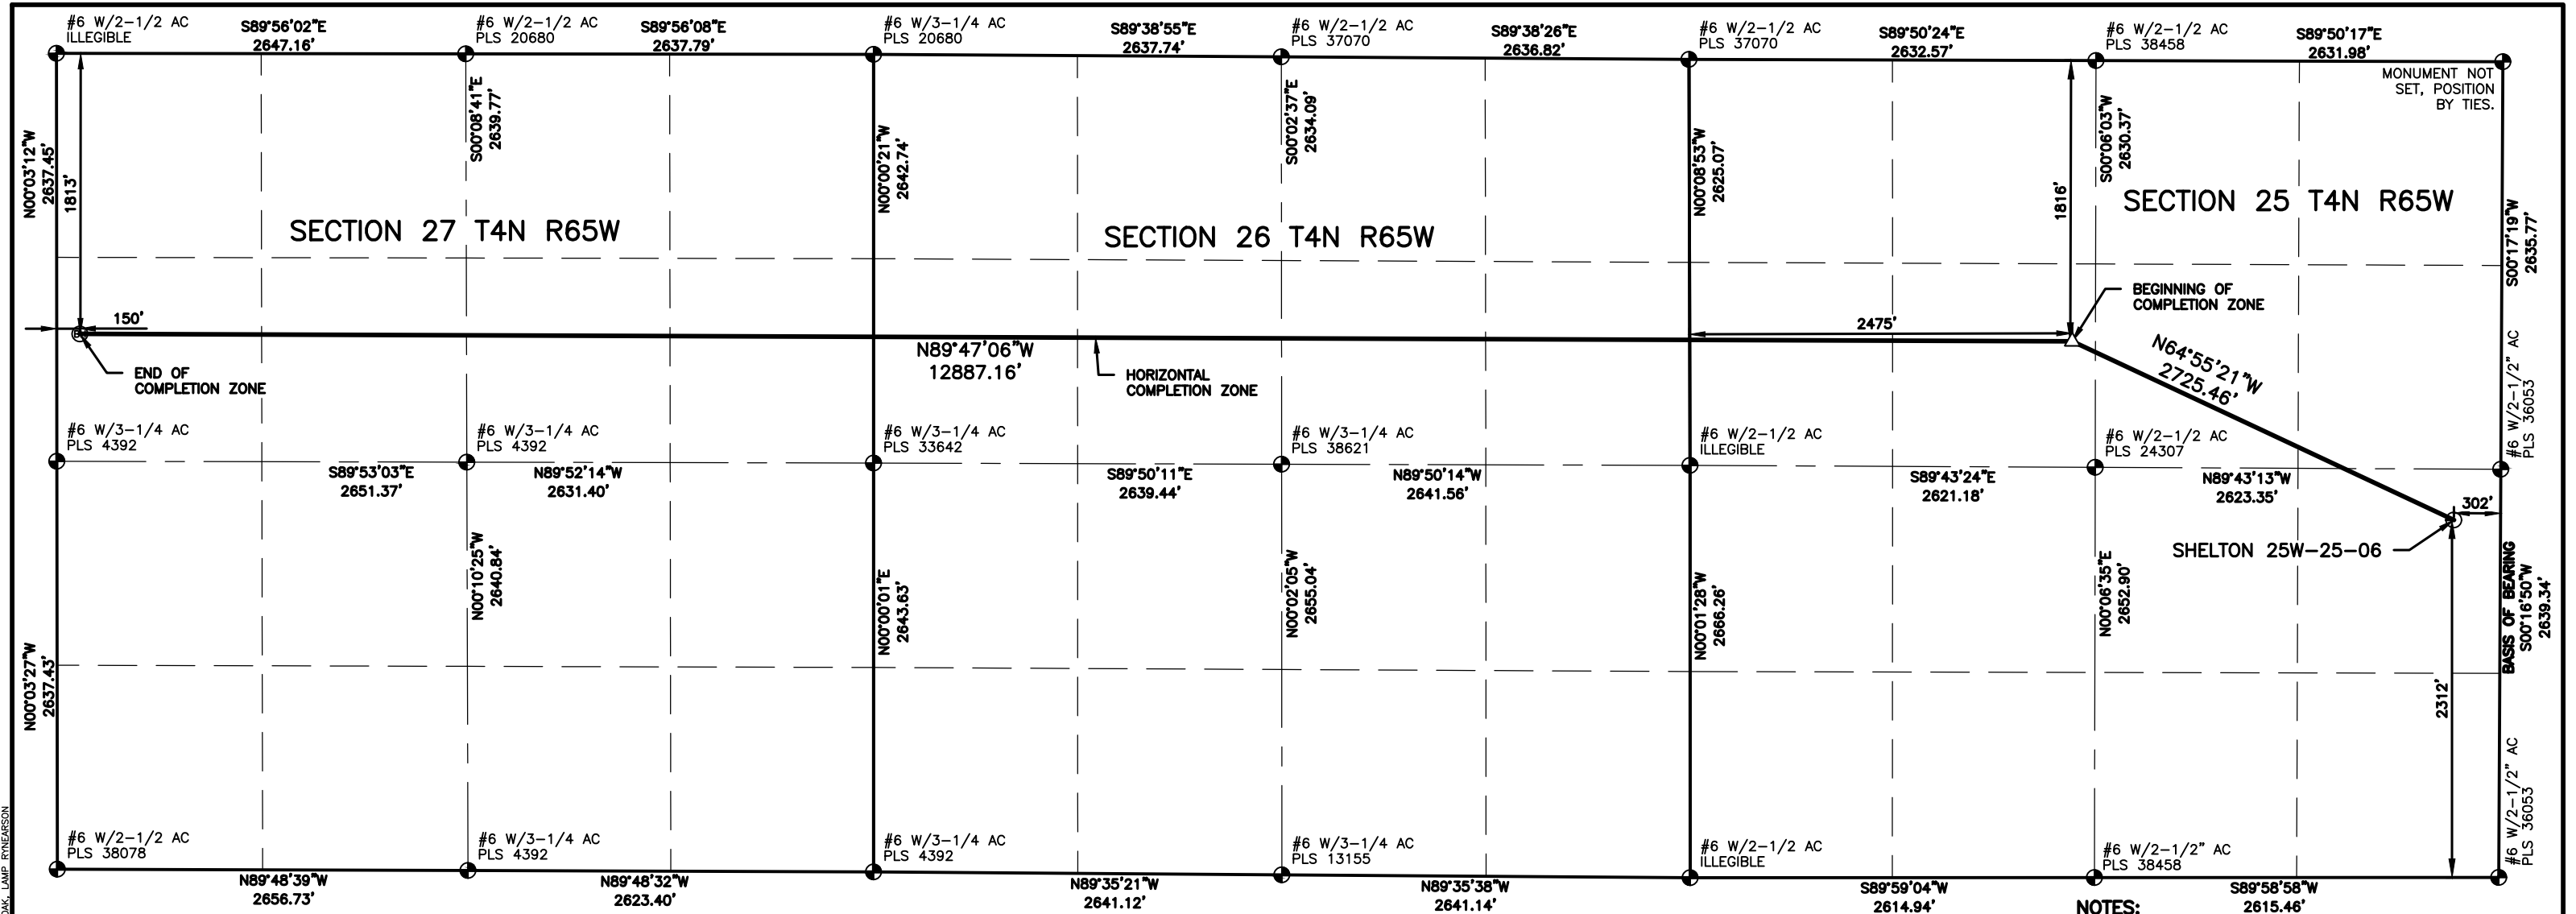 #6 W/2-1/2 AC
ILLEGIBLE
S89°56'02"E
2647.16'
#6 W/2-1/2 AC
PLS 20680
S89°56'08"E
2637.79'
#6 W/3-1/4 AC
PLS 20680
S89°38'55"E
2637.74'
#6 W/2-1/2 AC
PLS 37070
S89°38'26"E
2636.82'
#6 W/2-1/2 AC
PLS 37070
S89°50'24"E
2632.57'
#6 W/2-1/2 AC
PLS 38458
S89°50'17"E
2631.98'
MONUMENT NOT
SET, POSITION
BY TIES.
N00°03'12"W
2637.45'
1813'
S00°08'41"E
2639.77'
N00°00'21"W
2642.74'
S00°02'37"E
2634.09'
N00°08'53"W
2625.07'
1816'
S00°06'03"W
2630.37'
S00°17'19"W
2635.77'
SECTION 27 T4N R65W
SECTION 26 T4N R65W
SECTION 25 T4N R65W
150'
END OF
COMPLETION ZONE
N89°47'06"W
12887.16'
HORIZONTAL
COMPLETION ZONE
2475'
BEGINNING OF
COMPLETION ZONE
N64°55'21"W
2725.46'
#6 W/2-1/2" AC
PLS 36053
#6 W/3-1/4 AC
PLS 4392
#6 W/3-1/4 AC
PLS 4392
#6 W/3-1/4 AC
PLS 33642
#6 W/3-1/4 AC
PLS 38621
#6 W/2-1/2 AC
ILLEGIBLE
#6 W/2-1/2 AC
PLS 24307
S89°53'03"E
2651.37'
N89°52'14"W
2631.40'
S89°50'11"E
2639.44'
N89°50'14"W
2641.56'
S89°43'24"E
2621.18'
N89°43'13"W
2623.35'
302'
SHELTON 25W-25-06
N00°03'27"W
2637.43'
N00°10'25"W
2640.84'
N00°00'01"E
2643.63'
N00°02'05"W
2655.04'
N00°01'28"W
2666.26'
N00°06'35"E
2652.90'
2312'
BASIS OF BEARING
S00°16'50"W
2639.34'
#6 W/2-1/2" AC
PLS 36053
#6 W/2-1/2 AC
PLS 38078
#6 W/3-1/4 AC
PLS 4392
#6 W/3-1/4 AC
PLS 4392
#6 W/3-1/4 AC
PLS 13155
#6 W/2-1/2 AC
ILLEGIBLE
#6 W/2-1/2" AC
PLS 38458
N89°48'39"W
2656.73'
N89°48'32"W
2623.40'
N89°35'21"W
2641.12'
N89°35'38"W
2641.14'
S89°59'04"W
2614.94'
S89°58'58"W
2615.46'
NOTES:
LAMP RYNEARSON